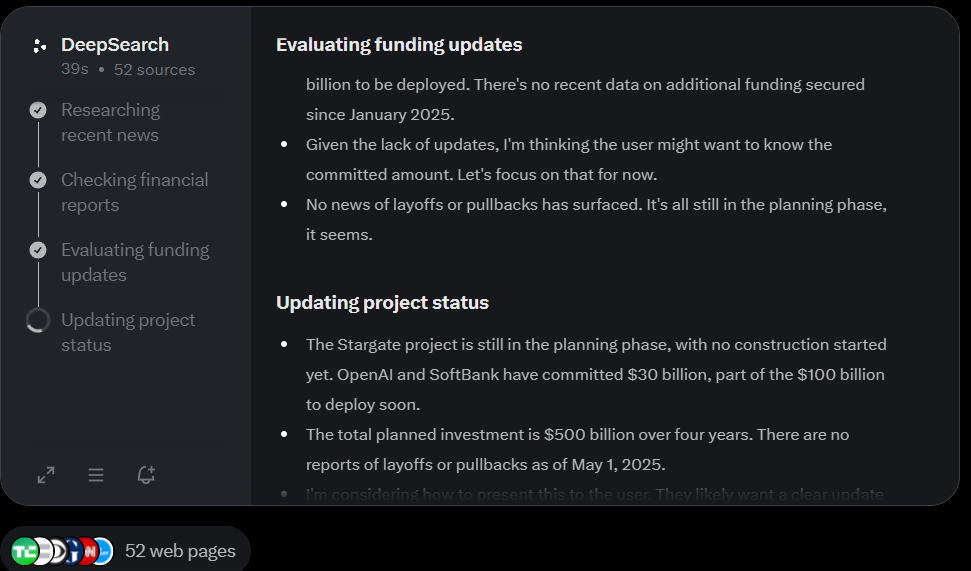 DeepSearch
39s • 52 sources
Researching
recent news
Checking financial
reports
Evaluating funding
updates
Updating project
status
Evaluating funding updates
billion to be deployed. There's no recent data on additional funding secured
since January 2025.
• Given the lack of updates, I'm thinking the user might want to know the
committed amount. Let's focus on that for now.
• No news of layoffs or pullbacks has surfaced. It's all still in the planning phase,
it seems.
Updating project status
• The Stargate project is still in the planning phase, with no construction started
yet. OpenAI and SoftBank have committed $30 billion, part of the $100 billion
to deploy soon.
• The total planned investment is $500 billion over four years. There are no
reports of layoffs or pullbacks as of May 1, 2025.
• I'm considering how to present this to the user. They likely want a clear update
TC
N
52 web pages